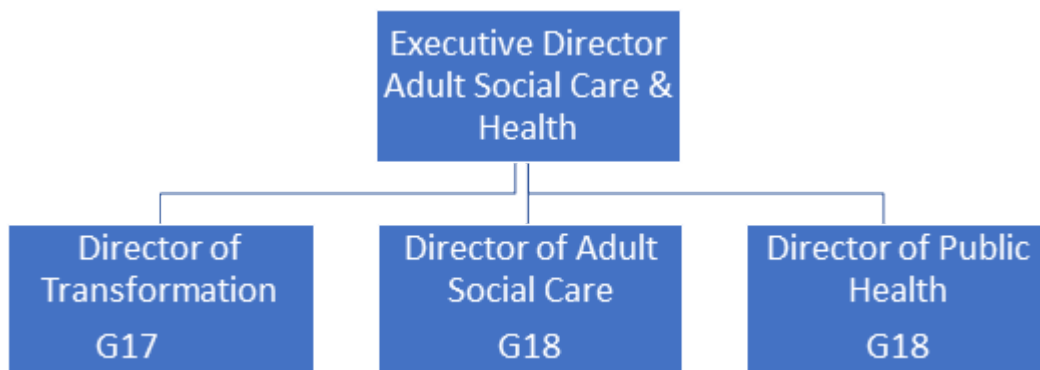 Executive Director
Adult Social Care &
Health
Director of
Transformation
G17
Director of Adult
Social Care
G18
Director of Public
Health
G18